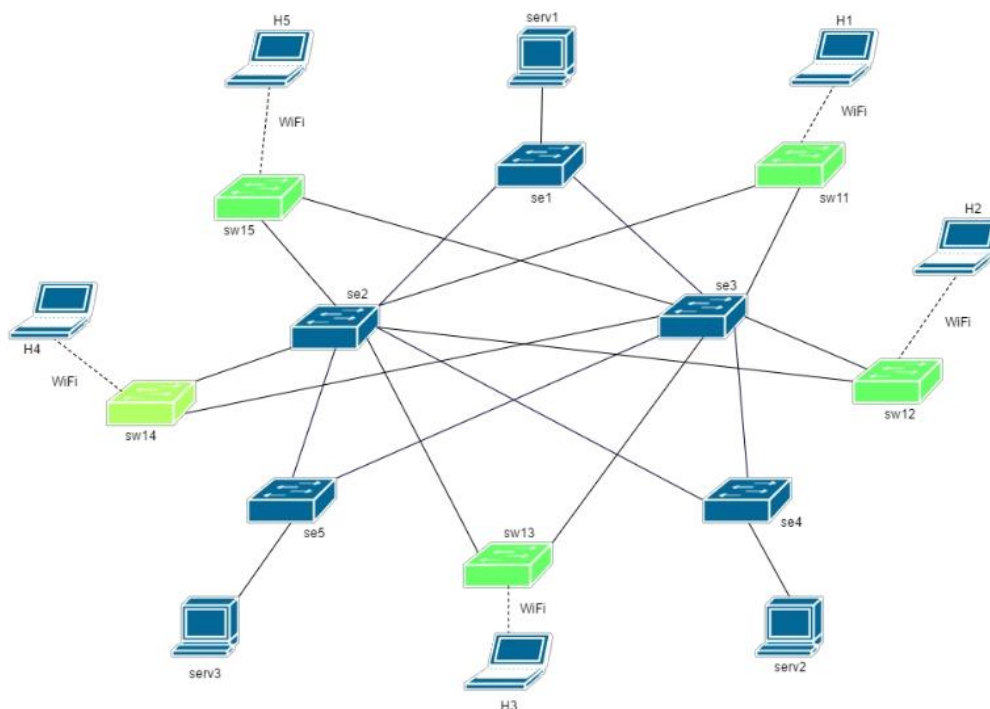 H5
serv1
H1
WiFi
WiFi
se1
sw11
H2
sw15
se2
se3
H4
WiFi
WiFi
sw12
sw14
sw13
se5
se4
WiFi
serv3
serv2
H3